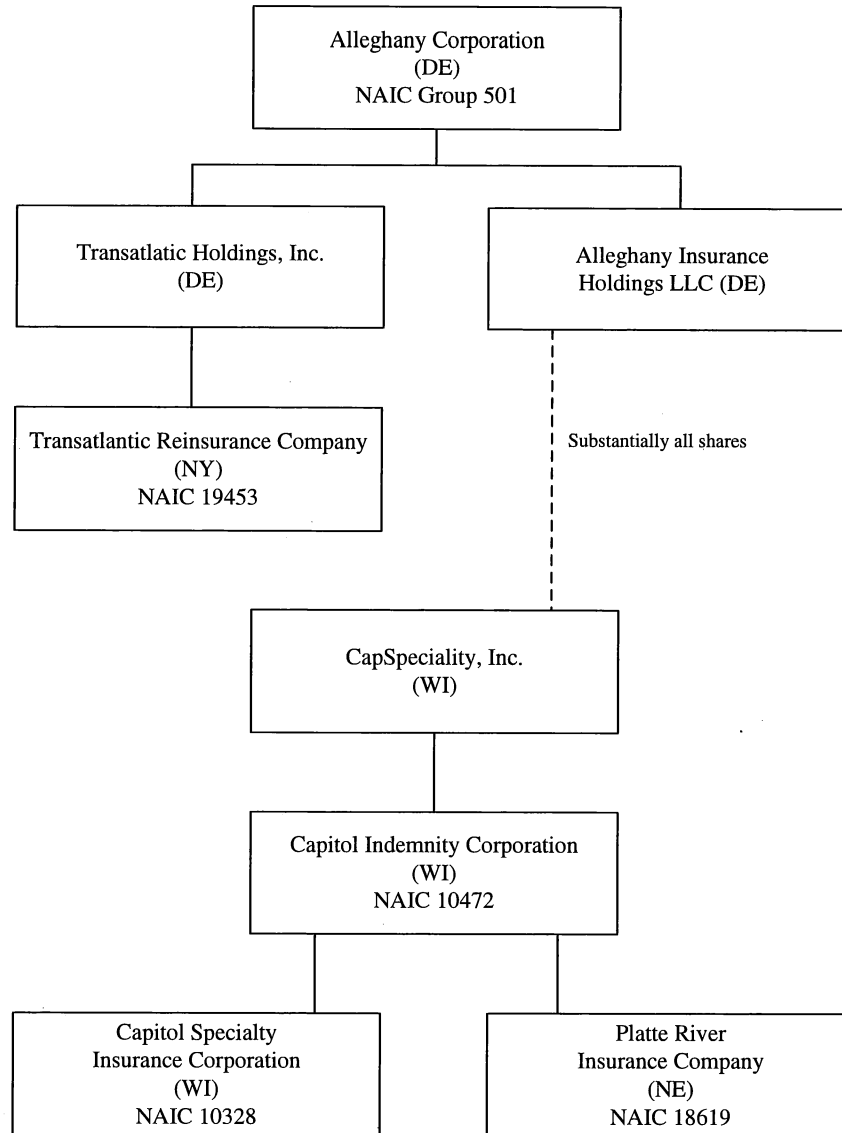 Alleghany Corporation
(DE)
NAIC Group 501
Transatlatic Holdings, Inc.
(DE)
Alleghany Insurance
Holdings LLC (DE)
Transatlantic Reinsurance Company
(NY)
NAIC 19453
Substantially all shares
CapSpeciality, Inc.
(WI)
Capitol Indemnity Corporation
(WI)
NAIC 10472
Capitol Specialty
Insurance Corporation
(WI)
NAIC 10328
Platte River
Insurance Company
(NE)
NAIC 18619